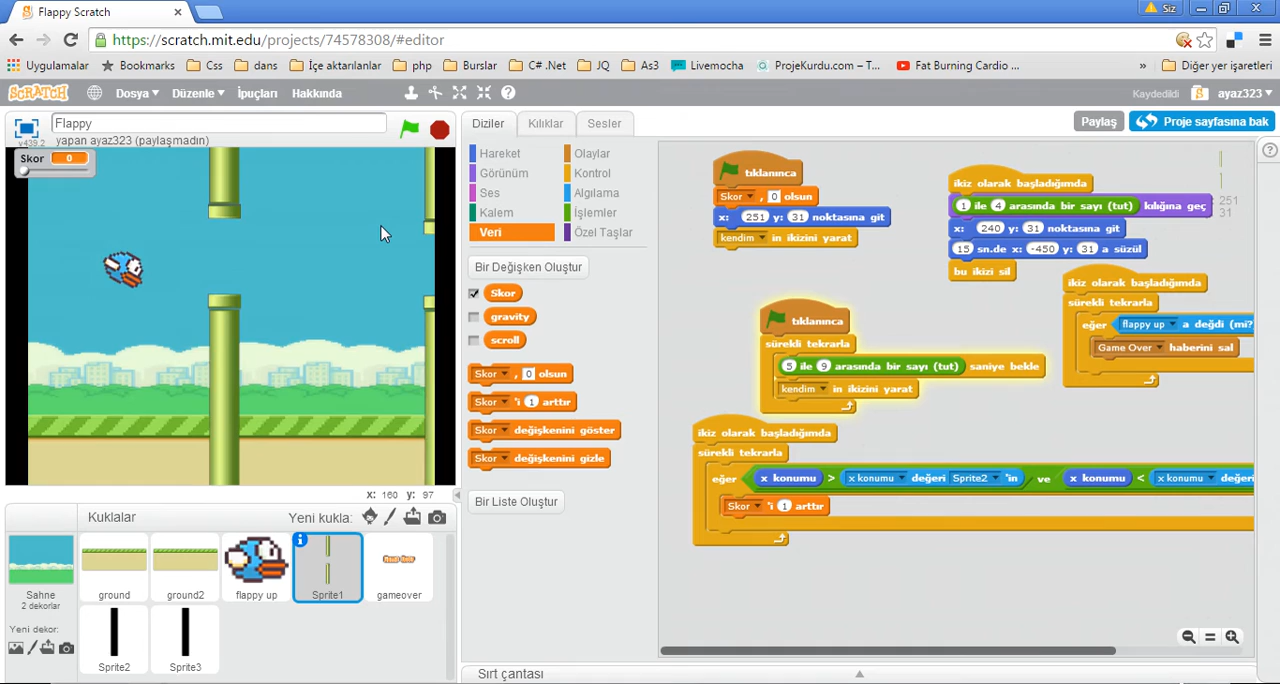 Flappy Scratch
Siz
https://scratch.mit.edu/projects/74578308/#editor
Uygulamalar Bookmarks Css dans İçe aktarılanlar php Burslar C# .Net JQ As3 Livemocha ProjeKurdu.com – T... Fat Burning Cardio ... » Diğer yer işaretleri
SCRATCH Dosya Düzenle İpuçları Hakkında Kaydedildi ayaz323
Flappy
v439.2 yapan ayaz323 (paylaşmadın)
Diziler Kılıklar Sesler
Paylaş Proje sayfasına bak
Skor 0
Hareket Olaylar
Görünüm Kontrol
Ses Algılama
Kalem İşlemler
Veri Özel Taşlar
Bir Değişken Oluştur
Skor
gravity
scroll
Skor , 0 olsun
Skor 'i 1 arttır
Skor değişkenini göster
Skor değişkenini gizle
Bir Liste Oluştur
tıklanınca
Skor , 0 olsun
x: 251 y: 31 noktasına git
kendim in ikizini yarat
ikiz olarak başladığımda
1 ile 4 arasında bir sayı (tut) kılığına geç
x: 240 y: 31 noktasına git
15 sn.de x: -450 y: 31 a süzül
bu ikizi sil
251
31
ikiz olarak başladığımda
sürekli tekrarla
eğer flappy up a değdi (mi?
Game Over haberini sal
tıklanınca
sürekli tekrarla
5 ile 9 arasında bir sayı (tut) saniye bekle
kendim in ikizini yarat
ikiz olarak başladığımda
sürekli tekrarla
eğer x konumu > x konumu değeri Sprite2 'in ve x konumu < x konumu değeri
Skor 'i 1 arttır
x: 160 y: 97
Kuklalar Yeni kukla:
Sahne
2 dekorlar
Yeni dekor:
ground ground2 flappy up Sprite1 gameover
Sprite2 Sprite3
Sırt çantası